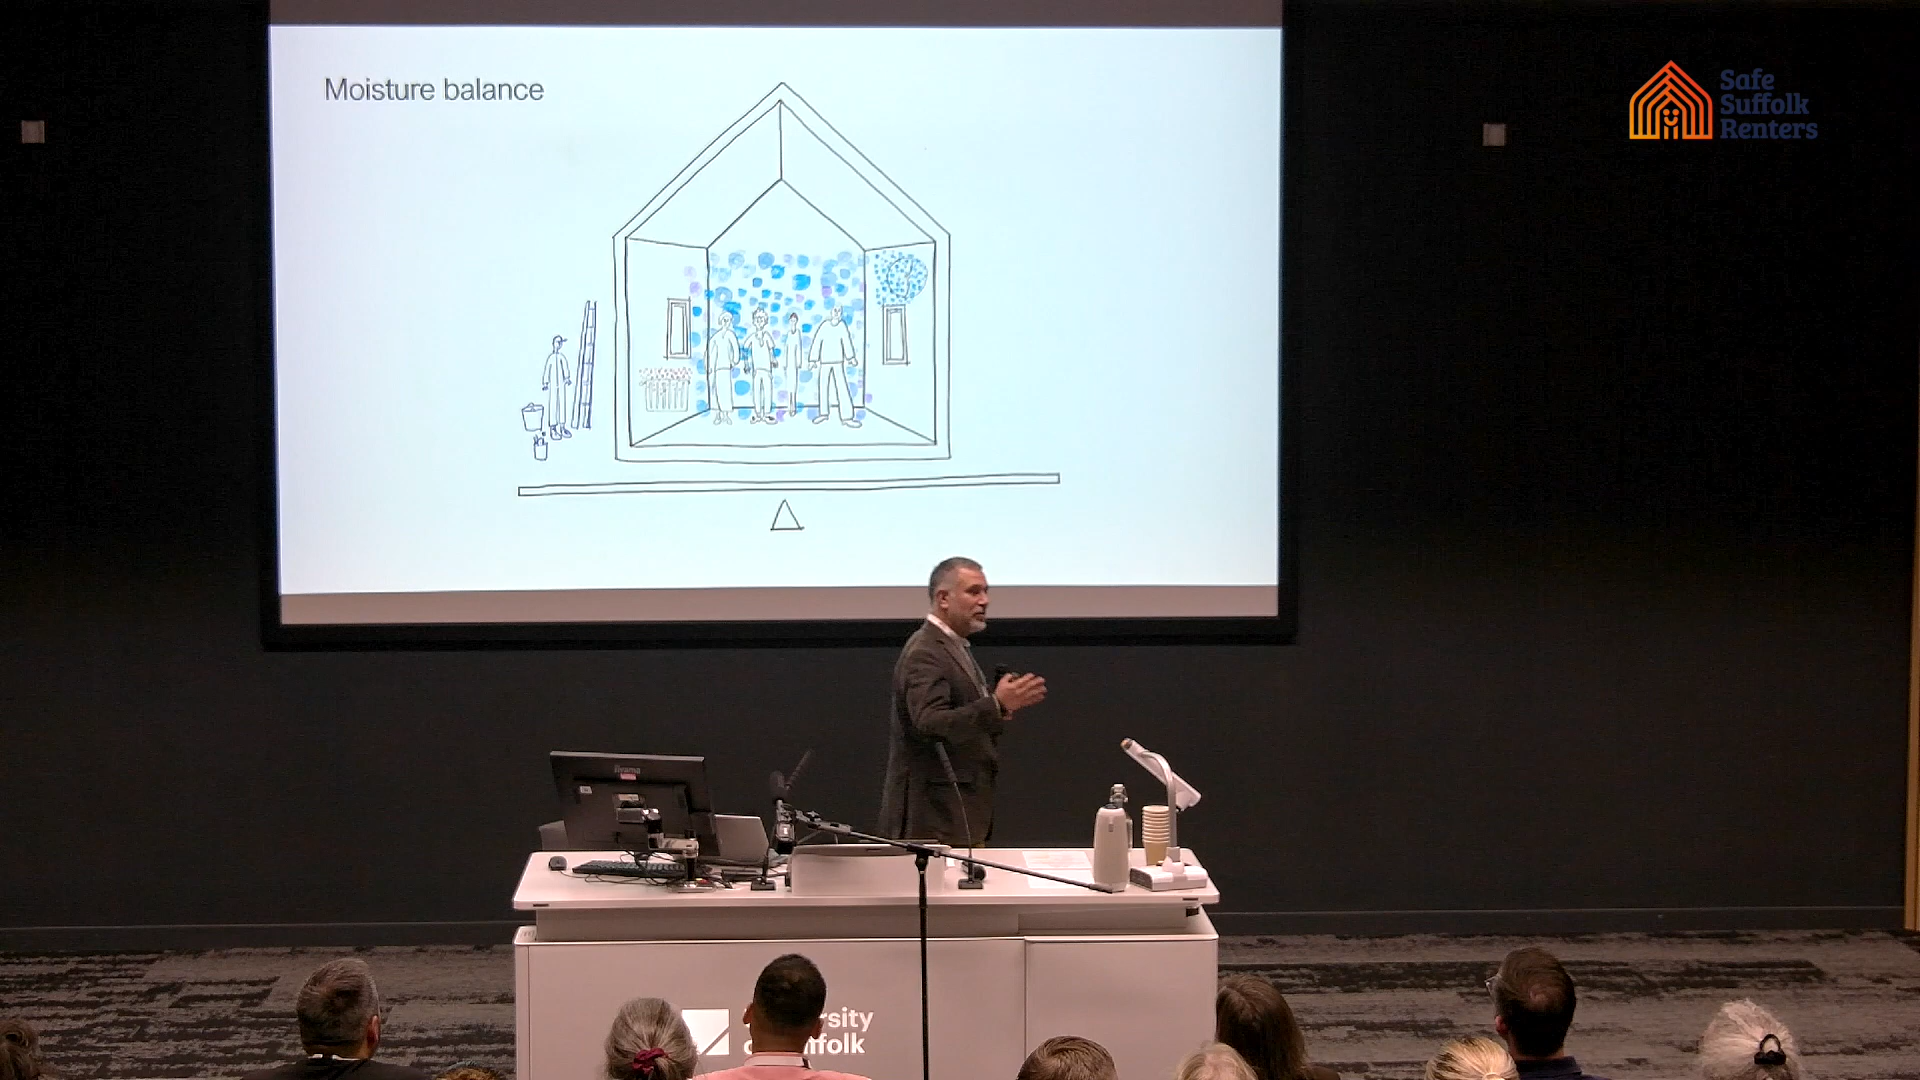 Moisture balance
Safe
Suffolk
Renters
iiyama